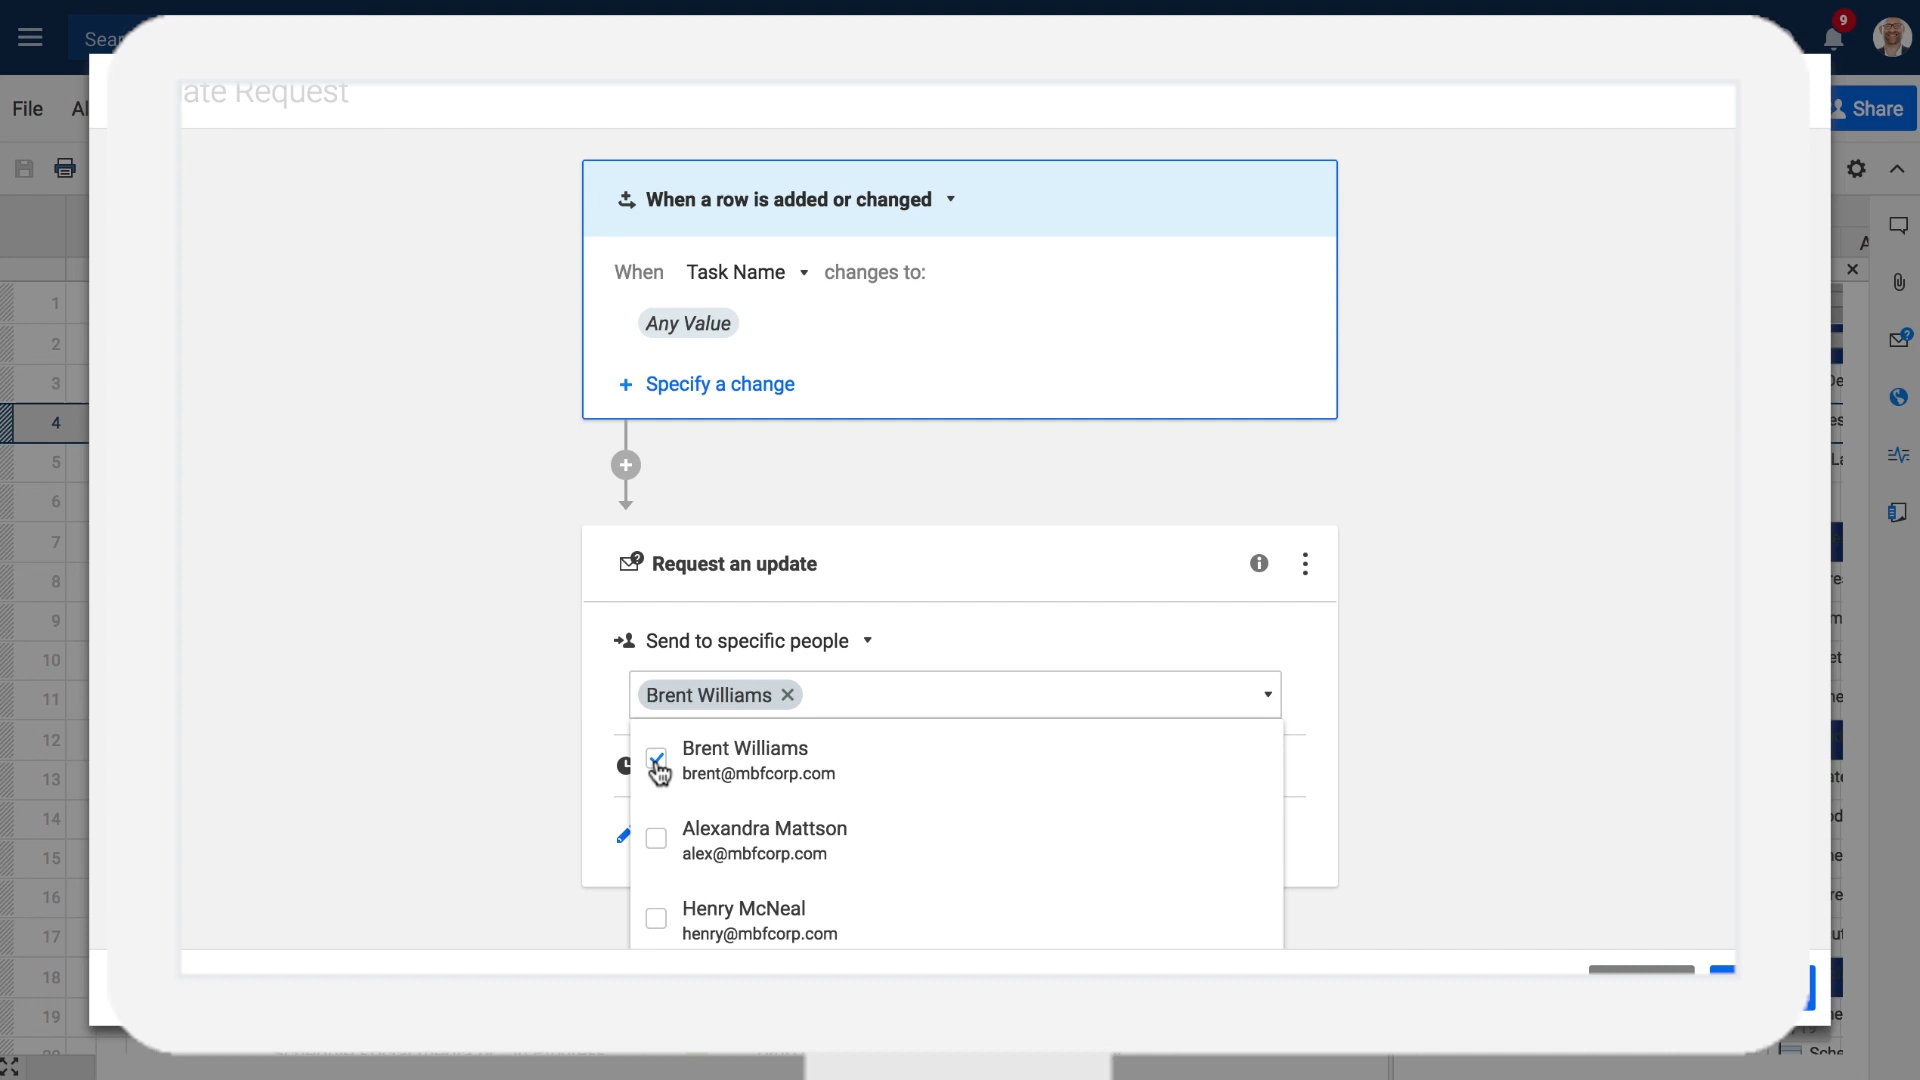 9
File
Share
ate Request
When a row is added or changed
When Task Name changes to:
Any Value
+ Specify a change
Request an update
Send to specific people
Brent Williams
Brent Williams
brent@mbfcorp.com
Alexandra Mattson
alex@mbfcorp.com
Henry McNeal
henry@mbfcorp.com
1
2
3
4
5
6
7
8
9
10
11
12
13
14
15
16
17
18
19